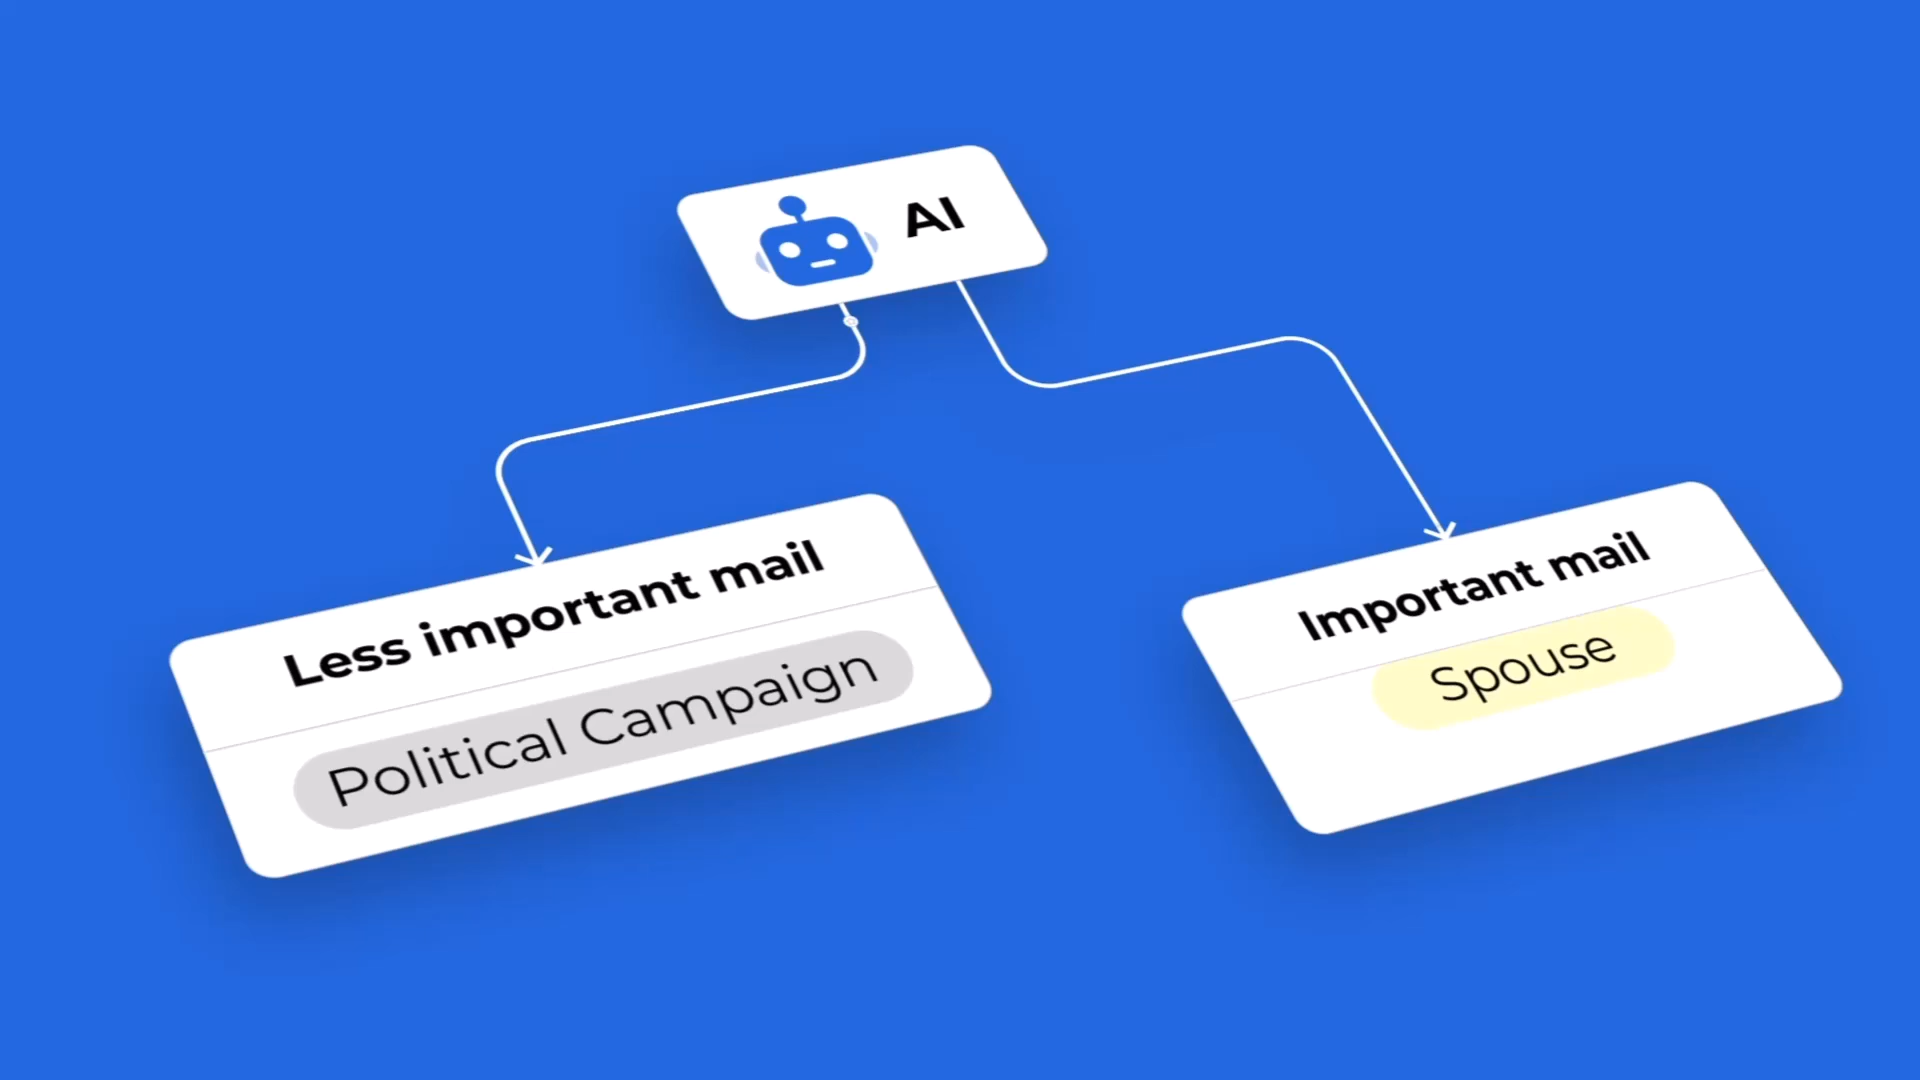 AI
Less important mail
Political Campaign
Important mail
Spouse